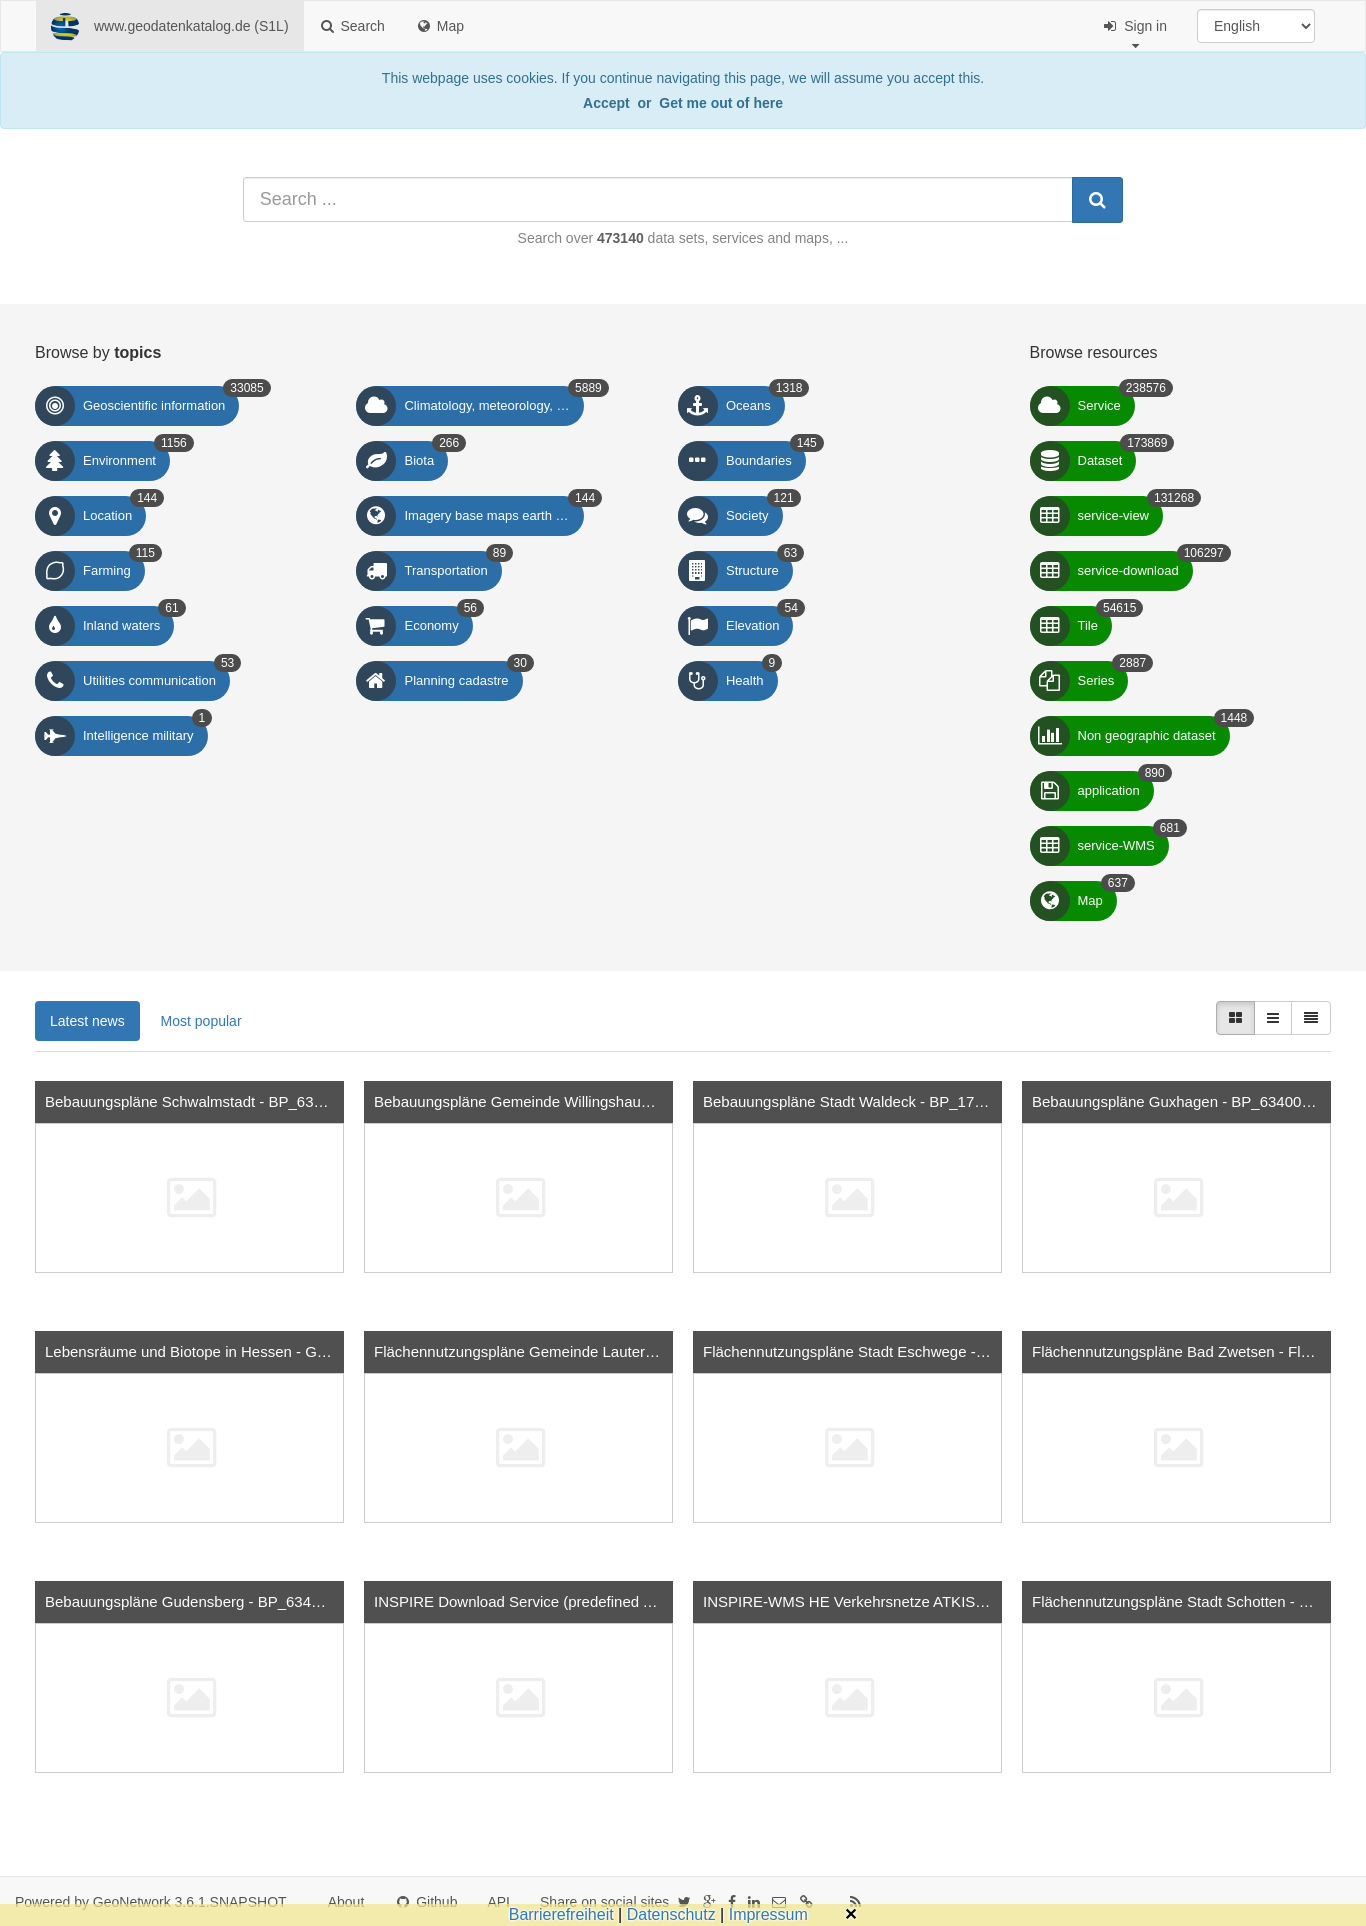 www.geodatenkatalog.de (S1L) Search Map Sign in English
This webpage uses cookies. If you continue navigating this page, we will assume you accept this.
Accept or Get me out of here
Search ...
Search over 473140 data sets, services and maps, ...
Browse by topics
Geoscientific information 33085
Climatology, meteorology, ... 5889
Oceans 1318
Environment 1156
Biota 266
Boundaries 145
Location 144
Imagery base maps earth ... 144
Society 121
Farming 115
Transportation 89
Structure 63
Inland waters 61
Economy 56
Elevation 54
Utilities communication 53
Planning cadastre 30
Health 9
Intelligence military 1
Browse resources
Service 238576
Dataset 173869
service-view 131268
service-download 106297
Tile 54615
Series 2887
Non geographic dataset 1448
application 890
service-WMS 681
Map 637
Latest news Most popular
Bebauungspläne Schwalmstadt - BP_63...
Bebauungspläne Gemeinde Willingshau...
Bebauungspläne Stadt Waldeck - BP_17...
Bebauungspläne Guxhagen - BP_63400...
Lebensräume und Biotope in Hessen - G...
Flächennutzungspläne Gemeinde Lauter...
Flächennutzungspläne Stadt Eschwege -...
Flächennutzungspläne Bad Zwetsen - Fl...
Bebauungspläne Gudensberg - BP_634...
INSPIRE Download Service (predefined ...
INSPIRE-WMS HE Verkehrsnetze ATKIS...
Flächennutzungspläne Stadt Schotten - ...
Powered by GeoNetwork 3.6.1.SNAPSHOT About Github API Share on social sites
Barrierefreiheit | Datenschutz | Impressum